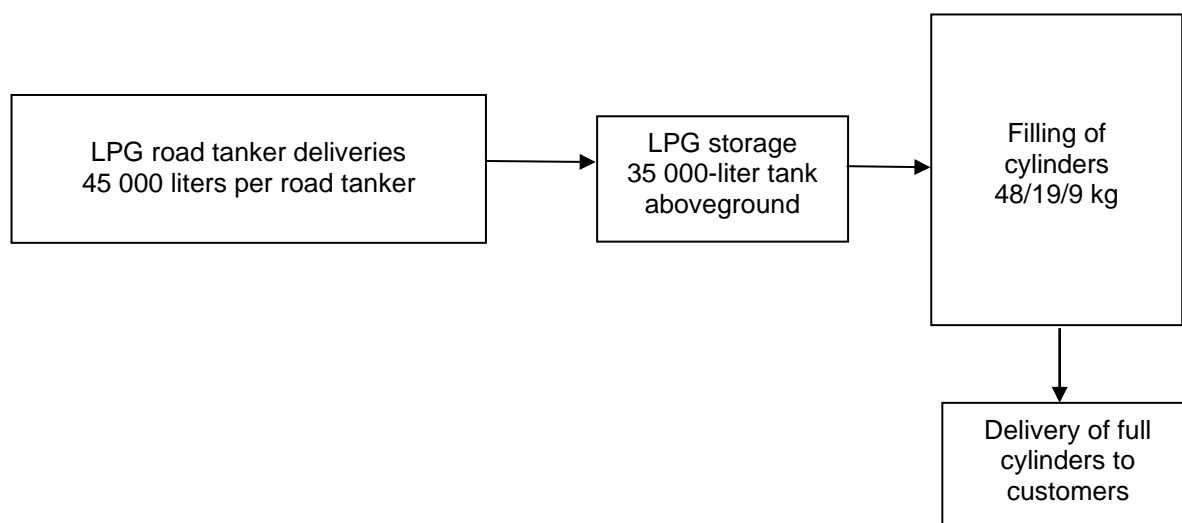 LPG road tanker deliveries
45 000 liters per road tanker
LPG storage
35 000-liter tank
aboveground
Filling of
cylinders
48/19/9 kg
Delivery of full
cylinders to
customers